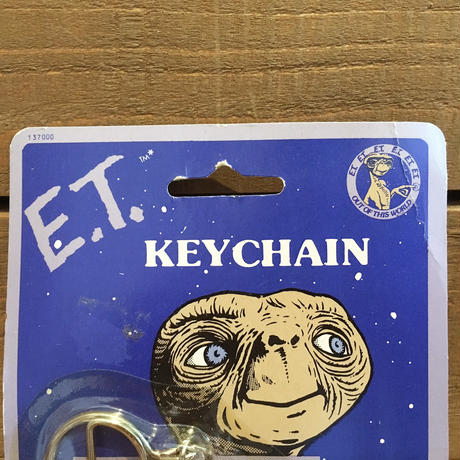 137000
E.T.™*
E.T. E.T. E.T. E.T. E.T. E.T.
OUT OF THIS WORLD
KEYCHAIN